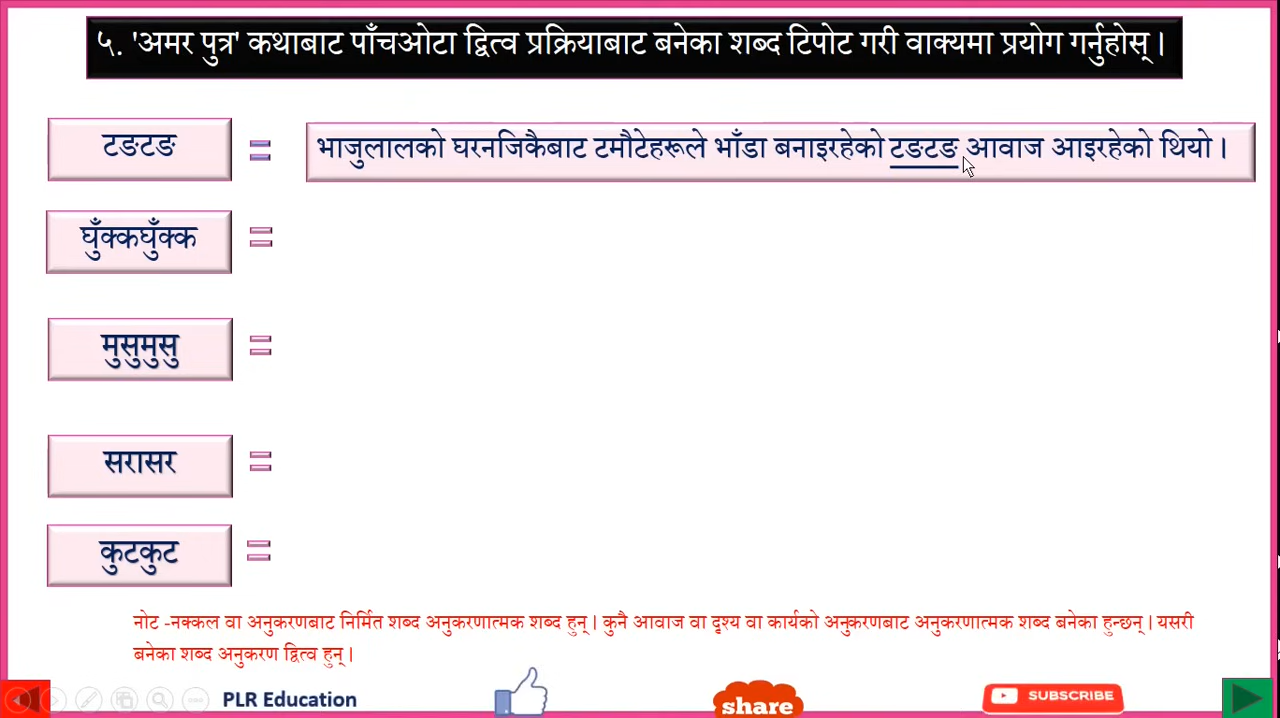 ५. 'अमर पुत्र' कथाबाट पाँचओटा द्वित्व प्रक्रियाबाट बनेका शब्द टिपोट गरी वाक्यमा प्रयोग गर्नुहोस् ।
टङटङ = भाजुलालको घरनजिकैबाट टमौटेहरूले भाँडा बनाइरहेको टङटङ आवाज आइरहेको थियो ।
घुँक्कघुँक्क =
मुसुमुसु =
सरासर =
कुटकुट =
नोट -नक्कल वा अनुकरणबाट निर्मित शब्द अनुकरणात्मक शब्द हुन् । कुनै आवाज वा दृश्य वा कार्यको अनुकरणबाट अनुकरणात्मक शब्द बनेका हुन्छन् । यसरी
बनेका शब्द अनुकरण द्वित्व हुन् ।
PLR Education
share
SUBSCRIBE